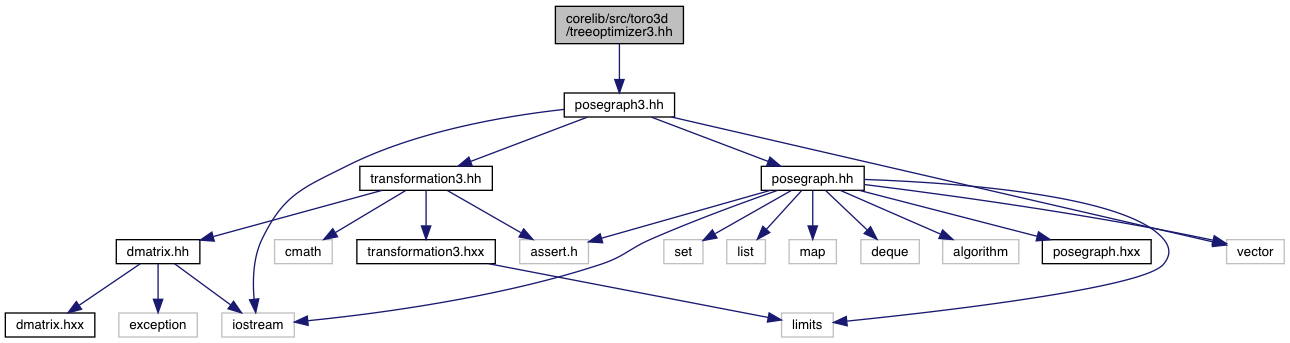 corelib/src/toro3d
/treeoptimizer3.hh
posegraph3.hh
transformation3.hh
posegraph.hh
dmatrix.hh
cmath
transformation3.hxx
assert.h
set
list
map
deque
algorithm
posegraph.hxx
vector
dmatrix.hxx
exception
iostream
limits